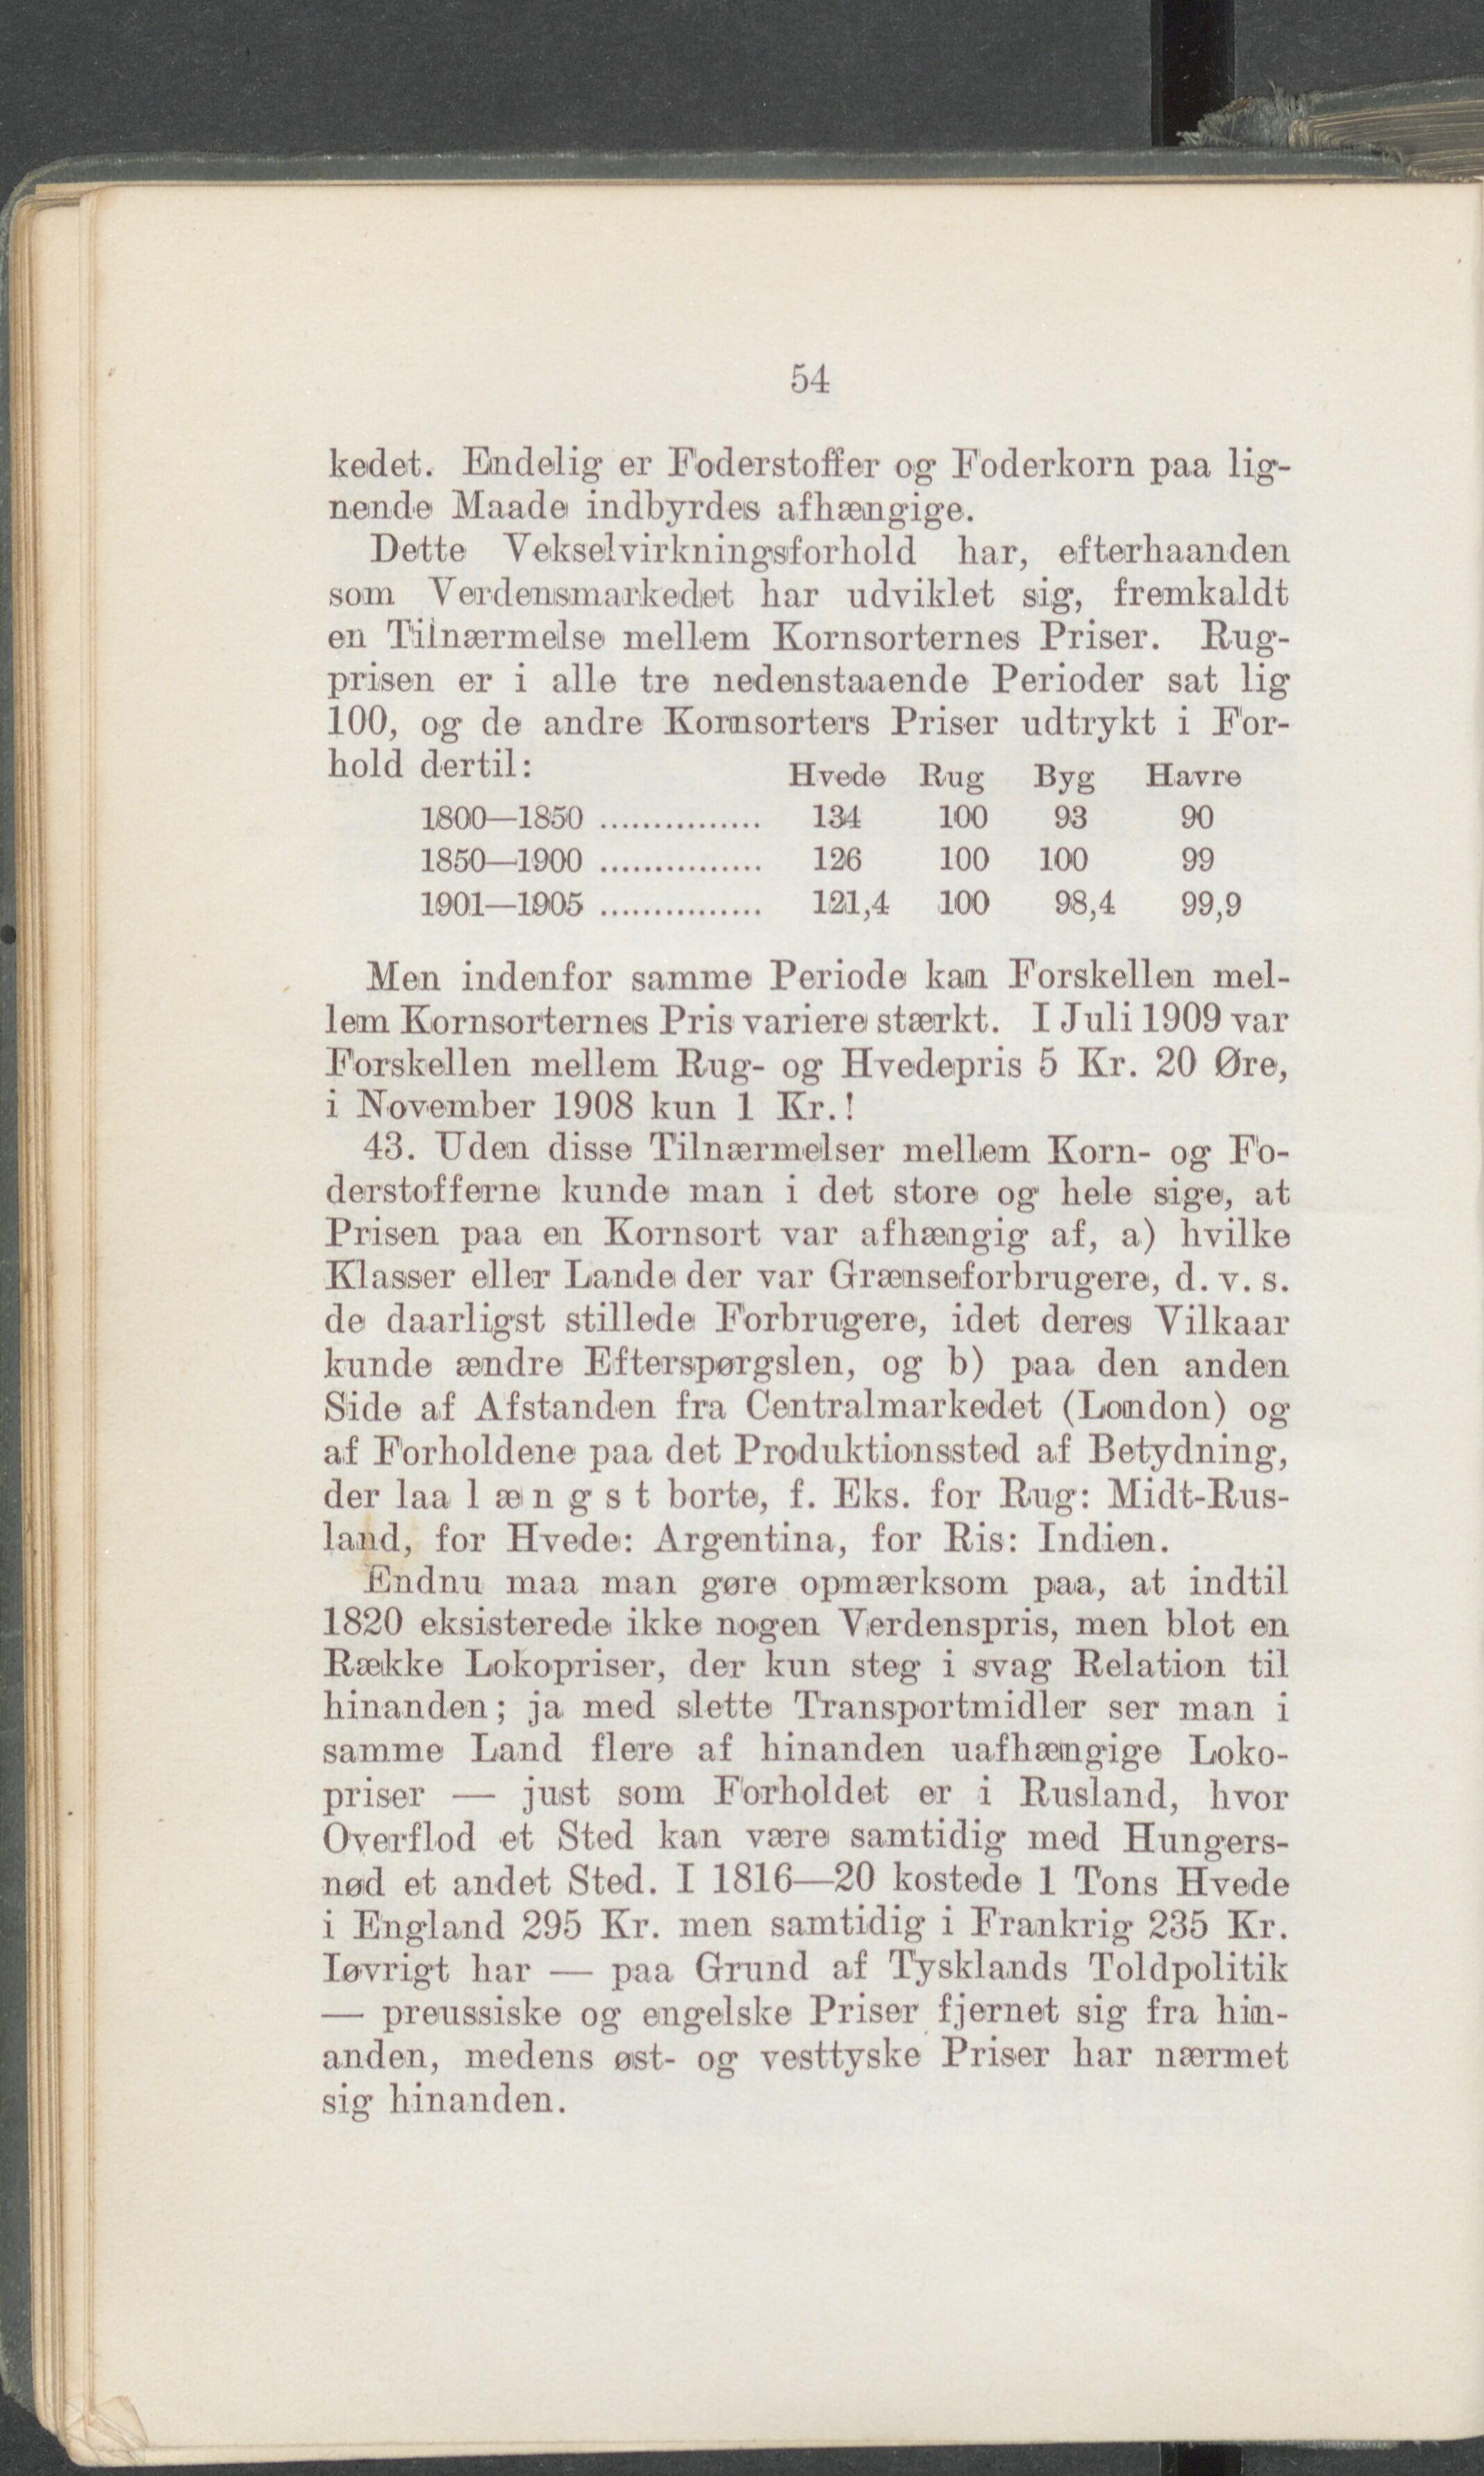 54
kedet. Endelig er Foderstoffer og Foderkorn paa lig-
nende Maade indbyrdes afhængige.
Dette Vekselvirkningsforhold har, efterhaanden
som Verdensmarkedet har udviklet sig, fremkaldt
en Tilnærmelse mellem Kornsorternes Priser. Rug-
prisen er i alle tre nedenstaaende Perioder sat lig
100, og de andre Kornsorters Priser udtrykt i For-
hold dertil:
Hvede Rug Byg Havre
1800—1850 ............... 134 100 93 90
1850—1900 ............... 126 100 100 99
1901—1905 ............... 121,4 100 98,4 99,9
Men indenfor samme Periode kan Forskellen mel-
lem Kornsorternes Pris variere stærkt. I Juli 1909 var
Forskellen mellem Rug- og Hvedepris 5 Kr. 20 Øre,
i November 1908 kun 1 Kr.!
43. Uden disse Tilnærmelser mellem Korn- og Fo-
derstofferne kunde man i det store og hele sige, at
Prisen paa en Kornsort var afhængig af, a) hvilke
Klasser eller Lande der var Grænseforbrugere, d. v. s.
de daarligst stillede Forbrugere, idet deres Vilkaar
kunde ændre Efterspørgslen, og b) paa den anden
Side af Afstanden fra Centralmarkedet (London) og
af Forholdene paa det Produktionssted af Betydning,
der laa l æ n g s t borte, f. Eks. for Rug: Midt-Rus-
land, for Hvede: Argentina, for Ris: Indien.
Endnu maa man gøre opmærksom paa, at indtil
1820 eksisterede ikke nogen Verdenspris, men blot en
Række Lokopriser, der kun steg i svag Relation til
hinanden; ja med slette Transportmidler ser man i
samme Land flere af hinanden uafhængige Loko-
priser — just som Forholdet er i Rusland, hvor
Overflod et Sted kan være samtidig med Hungers-
nød et andet Sted. I 1816—20 kostede 1 Tons Hvede
i England 295 Kr. men samtidig i Frankrig 235 Kr.
Iøvrigt har — paa Grund af Tysklands Toldpolitik
— preussiske og engelske Priser fjernet sig fra hin-
anden, medens øst- og vesttyske Priser har nærmet
sig hinanden.